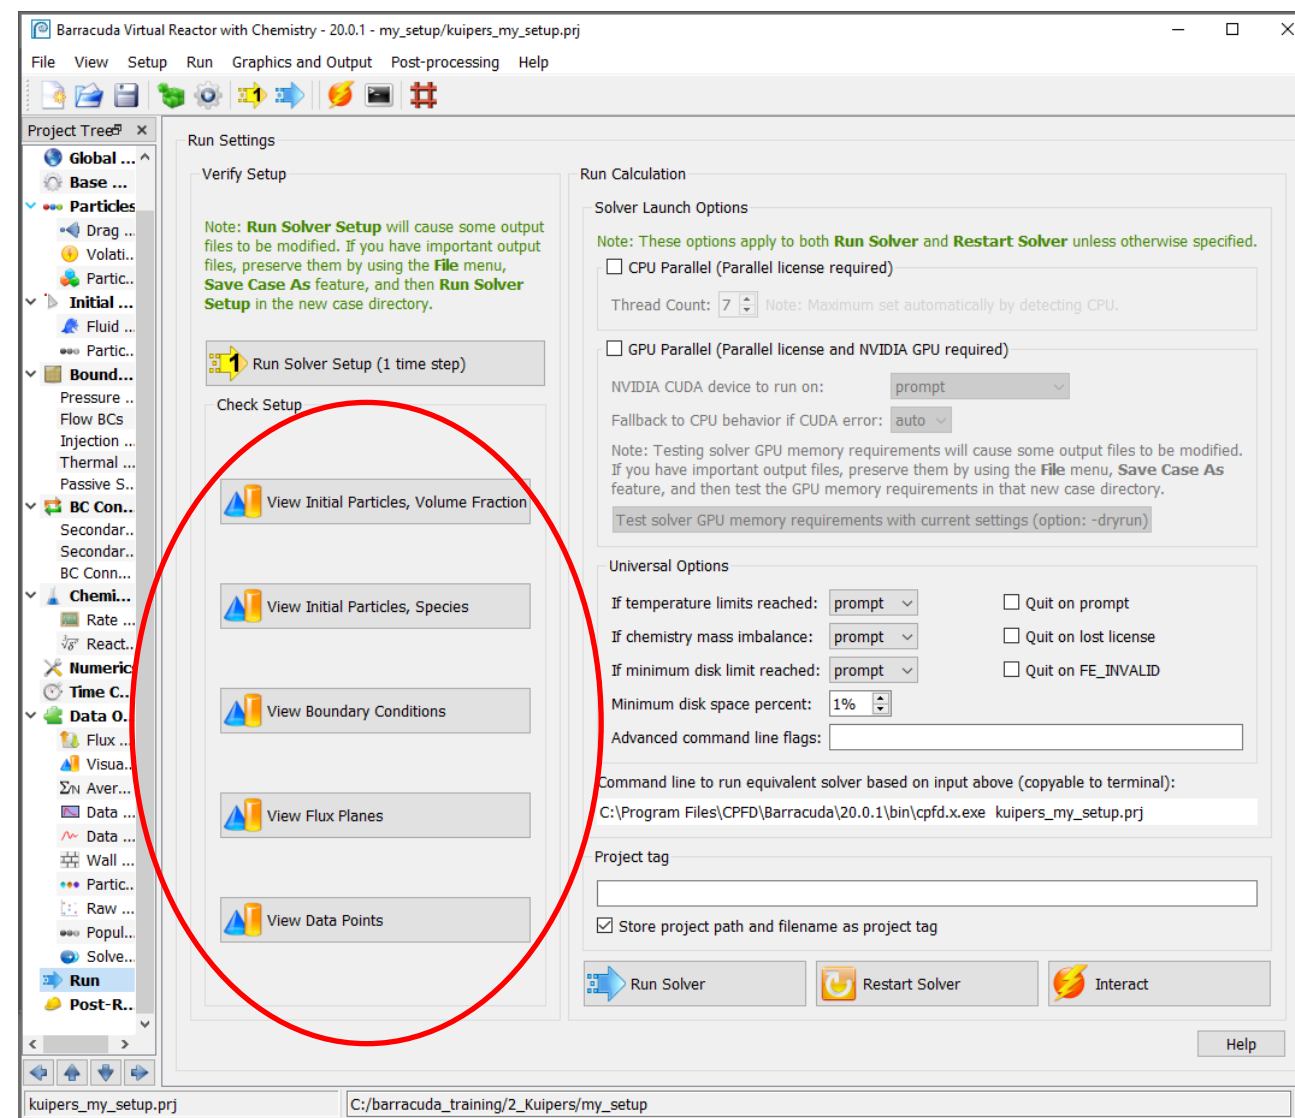 Barracuda Virtual Reactor with Chemistry - 20.0.1 - my_setup/kuipers_my_setup.prj
File View Setup Run Graphics and Output Post-processing Help
Project Tree
Global ...
Base ...
Particles
Drag ...
Volati...
Partic...
Initial ...
Fluid ...
Partic...
Bound...
Pressure ..
Flow BCs
Injection ...
Thermal ...
Passive S...
BC Con...
Secondar...
Secondar...
BC Conn...
Chemi...
Rate ...
React...
Numeric
Time C...
Data O...
Flux ...
Visua...
Σ/N Aver...
Data ...
Data ...
Wall ...
Partic...
Raw ...
Popul...
Solve...
Run
Post-R...
Run Settings
Verify Setup
Note: Run Solver Setup will cause some output
files to be modified. If you have important output
files, preserve them by using the File menu,
Save Case As feature, and then Run Solver
Setup in the new case directory.
1 Run Solver Setup (1 time step)
Check Setup
View Initial Particles, Volume Fraction
View Initial Particles, Species
View Boundary Conditions
View Flux Planes
View Data Points
Run Calculation
Solver Launch Options
Note: These options apply to both Run Solver and Restart Solver unless otherwise specified.
CPU Parallel (Parallel license required)
Thread Count: 7 Note: Maximum set automatically by detecting CPU.
GPU Parallel (Parallel license and NVIDIA GPU required)
NVIDIA CUDA device to run on: prompt
Fallback to CPU behavior if CUDA error: auto
Note: Testing solver GPU memory requirements will cause some output files to be modified.
If you have important output files, preserve them by using the File menu, Save Case As
feature, and then test the GPU memory requirements in that new case directory.
Test solver GPU memory requirements with current settings (option: -dryrun)
Universal Options
If temperature limits reached: prompt Quit on prompt
If chemistry mass imbalance: prompt Quit on lost license
If minimum disk limit reached: prompt Quit on FE_INVALID
Minimum disk space percent: 1%
Advanced command line flags:
Command line to run equivalent solver based on input above (copyable to terminal):
C:\Program Files\CPFD\Barracuda\20.0.1\bin\cpfd.x.exe kuipers_my_setup.prj
Project tag
Store project path and filename as project tag
Run Solver Restart Solver Interact
Help
kuipers_my_setup.prj C:/barracuda_training/2_Kuipers/my_setup